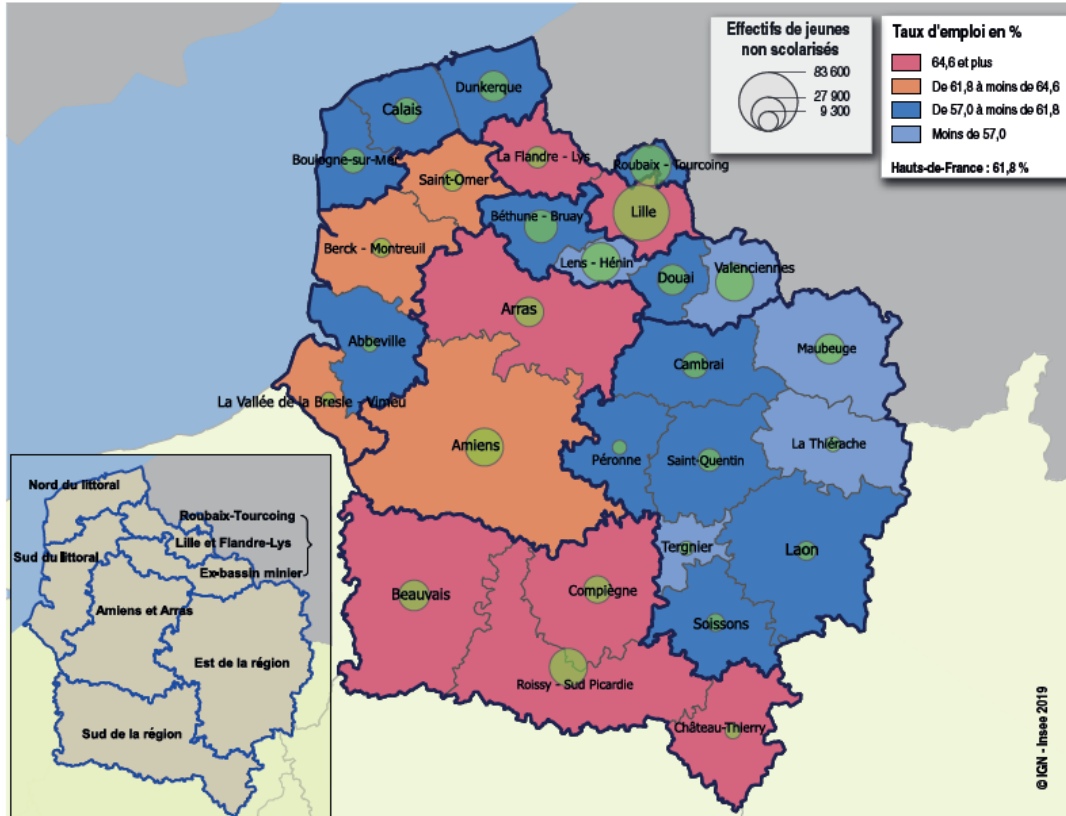 Effectifs de jeunes
non scolarisés
83 600
27 900
9 300
Taux d'emploi en %
64,6 et plus
De 61,8 à moins de 64,6
De 57,0 à moins de 61,8
Moins de 57,0
Hauts-de-France : 61,8 %
Dunkerque
Calais
Boulogne-sur-Mer
La Flandre - Lys
Roubaix - Tourcoing
Saint-Omer
Lille
Béthune - Bruay
Berck - Montreuil
Lens - Hénin
Douai
Valenciennes
Arras
Abbeville
Cambrai
Maubeuge
La Vallée de la Bresle - Vimeu
Amiens
Péronne
Saint-Quentin
La Thiérache
Tergnier
Laon
Beauvais
Compiègne
Soissons
Roissy - Sud Picardie
Château-Thierry
Nord du littoral
Roubaix-Tourcoing
Lille et Flandre-Lys
Sud du littoral
Ex-bassin minier
Amiens et Arras
Est de la région
Sud de la région
© IGN - Insee 2019